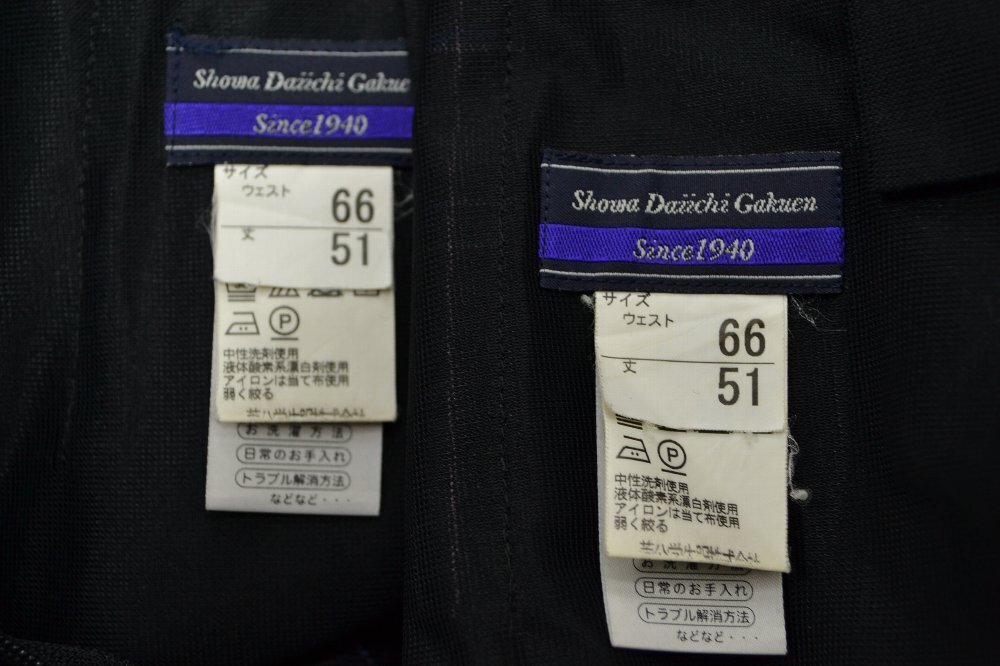 Showa Daiichi Gakue
Since1940
サイズ
ウェスト 66
丈 51
P
中性洗剤使用
液体酸素系漂白剤使用
アイロンは当て布使用
弱く絞る
お洗濯方法
日常のお手入れ
トラブル解消方法
などなど・・・
Showa Daiichi Gakuen
Since1940
サイズ
ウェスト 66
丈 51
P
中性洗剤使用
液体酸素系漂白剤使用
アイロンは当て布使用
弱く絞る
お洗濯方法
日常のお手入れ
トラブル解消方法
などなど・・・